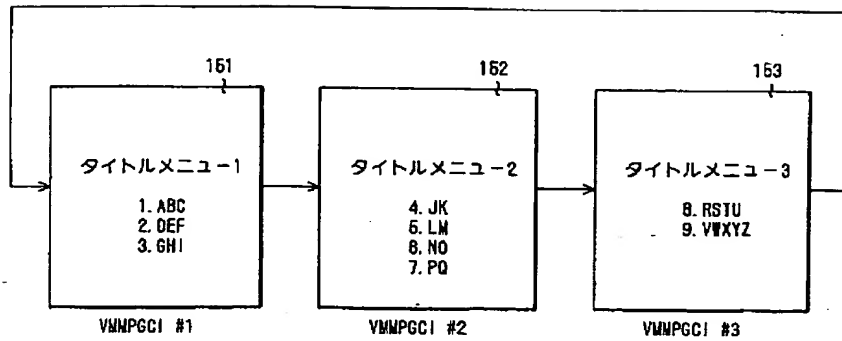 151
タイトルメニュー1
1. ABC
2. DEF
3. GHI
VMMPGCI #1
152
タイトルメニュー2
4. JK
5. LM
6. NO
7. PQ
VMMPGCI #2
153
タイトルメニュー3
8. RSTU
9. VWXYZ
VMMPGCI #3